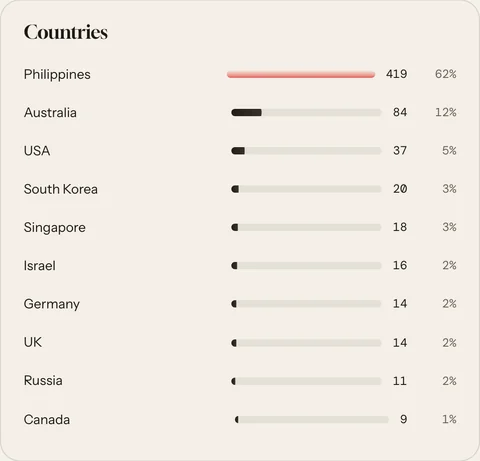 Countries
Philippines 419 62%
Australia 84 12%
USA 37 5%
South Korea 20 3%
Singapore 18 3%
Israel 16 2%
Germany 14 2%
UK 14 2%
Russia 11 2%
Canada 9 1%